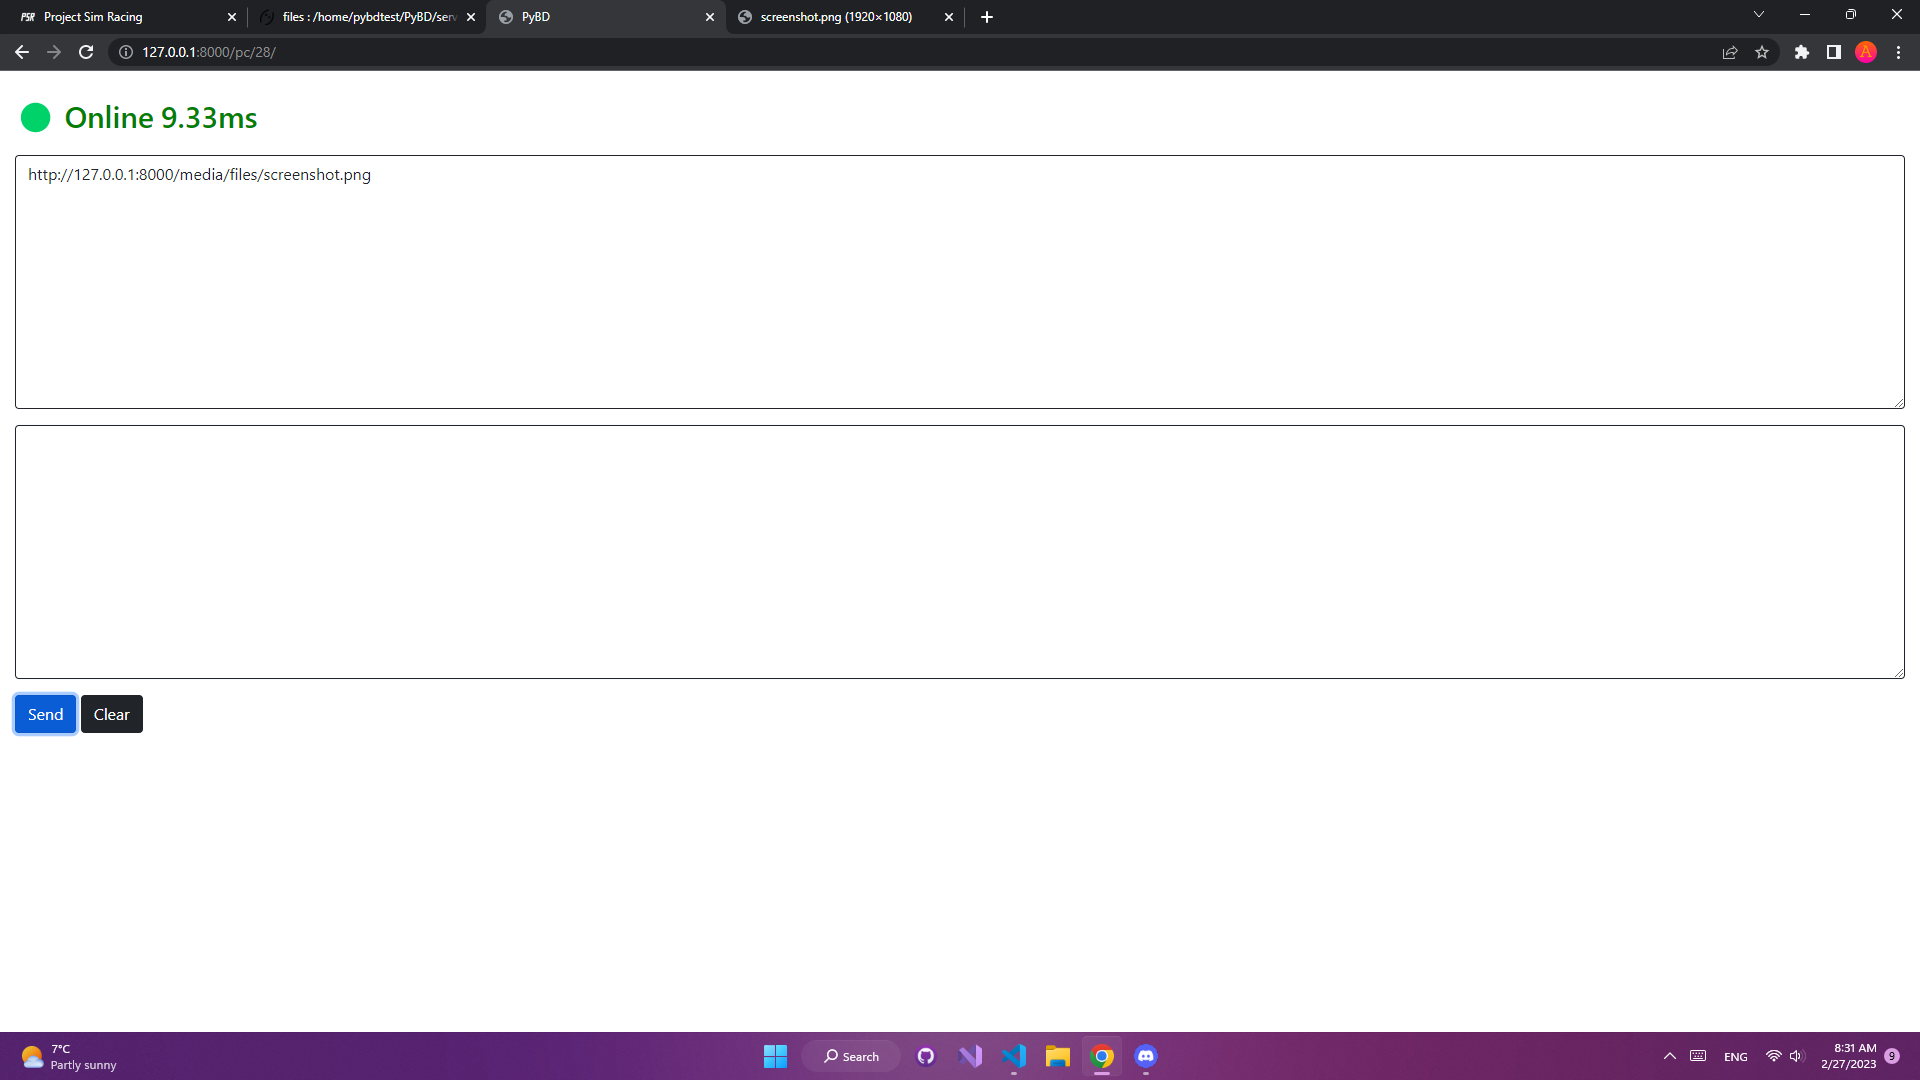 PSR Project Sim Racing
files : /home/pybdtest/PyBD/serv
PyBD
screenshot.png (1920×1080)
127.0.0.1:8000/pc/28/
A
Online 9.33ms
http://127.0.0.1:8000/media/files/screenshot.png
Send Clear
7°C
Partly sunny
Search
ENG
8:31 AM
2/27/2023
9